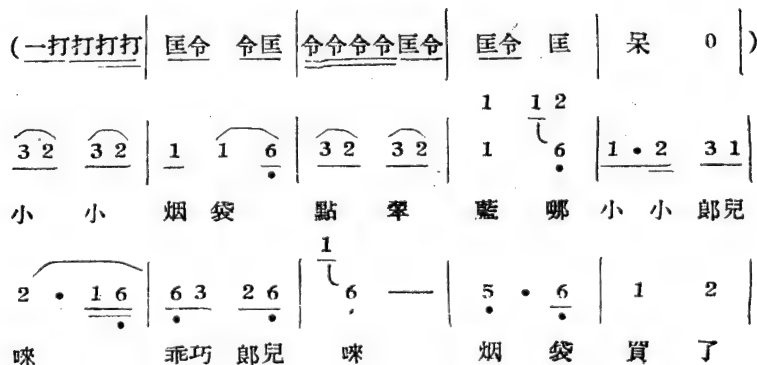 (一打打打打| 匡令 令匡|令令令令匡令| 匡令 匡| 呆 0|)
1 1 2
3 2 3 2| 1 1 6| 3 2 3 2| 1 6|1 • 2 3 1
小 小 烟 袋 點 翠 藍 哪 小 小 郎兒
1
2 • 1 6| 6 3 2 6| 6 —| 5 • 6| 1 2|
唻 乖巧 郎兒 唻 烟 袋 買 了